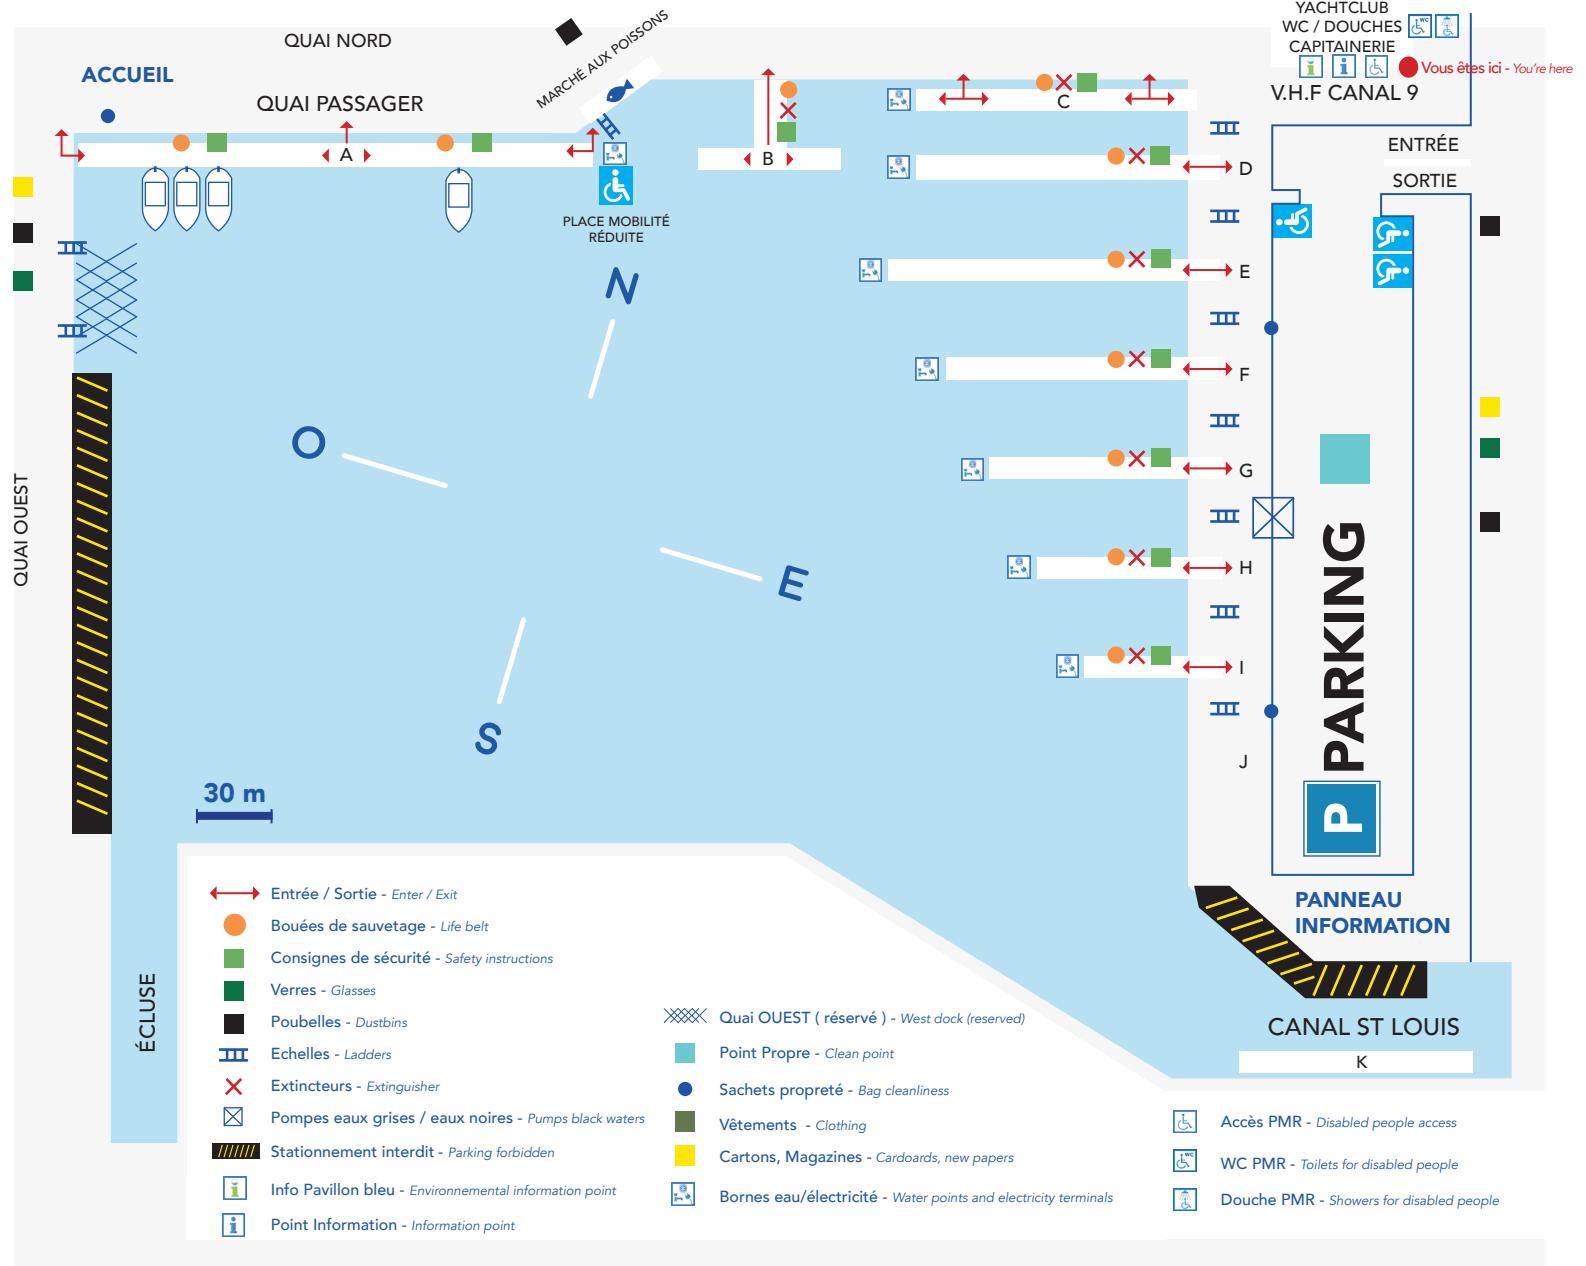 YACHTCLUB
WC / DOUCHES
WC
CAPITAINERIE
Vous êtes ici - You're here
V.H.F CANAL 9
QUAI NORD
MARCHÉ AUX POISSONS
ACCUEIL
QUAI PASSAGER
A
B
C
D
E
F
G
H
I
J
PLACE MOBILITÉ
RÉDUITE
ENTRÉE
SORTIE
N
O
E
S
QUAI OUEST
30 m
PARKING
P
PANNEAU
INFORMATION
CANAL ST LOUIS
K
ÉCLUSE
Entrée / Sortie - Enter / Exit
Bouées de sauvetage - Life belt
Consignes de sécurité - Safety instructions
Verres - Glasses
Poubelles - Dustbins
Echelles - Ladders
Extincteurs - Extinguisher
Pompes eaux grises / eaux noires - Pumps black waters
Stationnement interdit - Parking forbidden
Info Pavillon bleu - Environnemental information point
Point Information - Information point
Quai OUEST ( réservé ) - West dock (reserved)
Point Propre - Clean point
Sachets propreté - Bag cleanliness
Vêtements - Clothing
Cartons, Magazines - Cardoards, new papers
Bornes eau/électricité - Water points and electricity terminals
Accès PMR - Disabled people access
WC
WC PMR - Toilets for disabled people
Douche PMR - Showers for disabled people